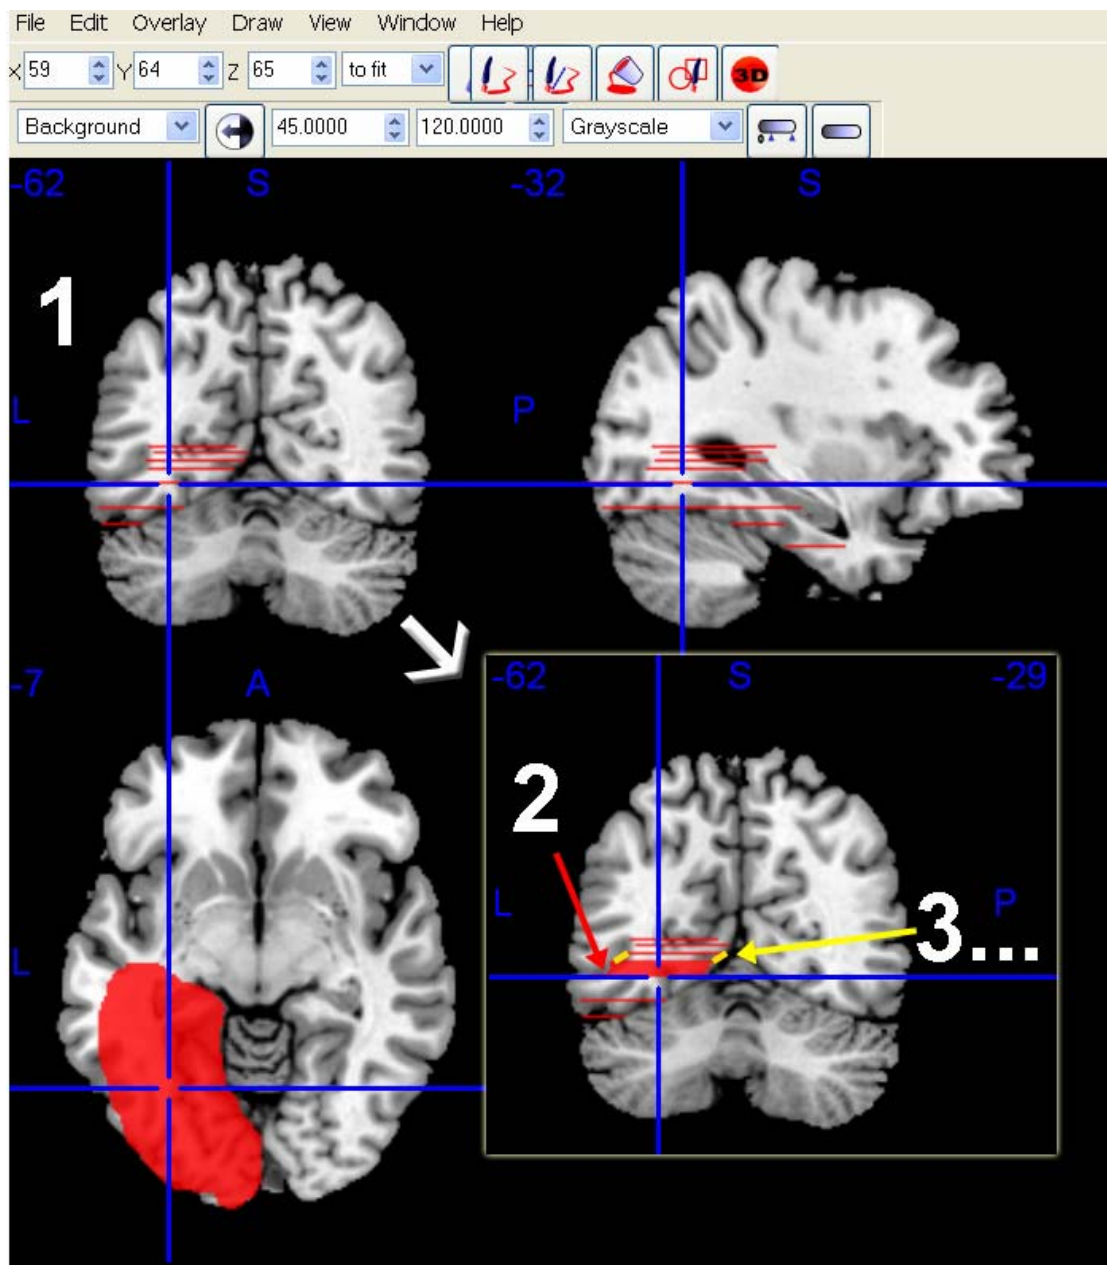 File Edit Overlay Draw View Window Help
X 59 Y 64 Z 65 to fit 3D
Background 45.0000 120.0000 Grayscale
-62 S -32 S
1
L P
-7 A -62 S -29
2
L P
3...
L